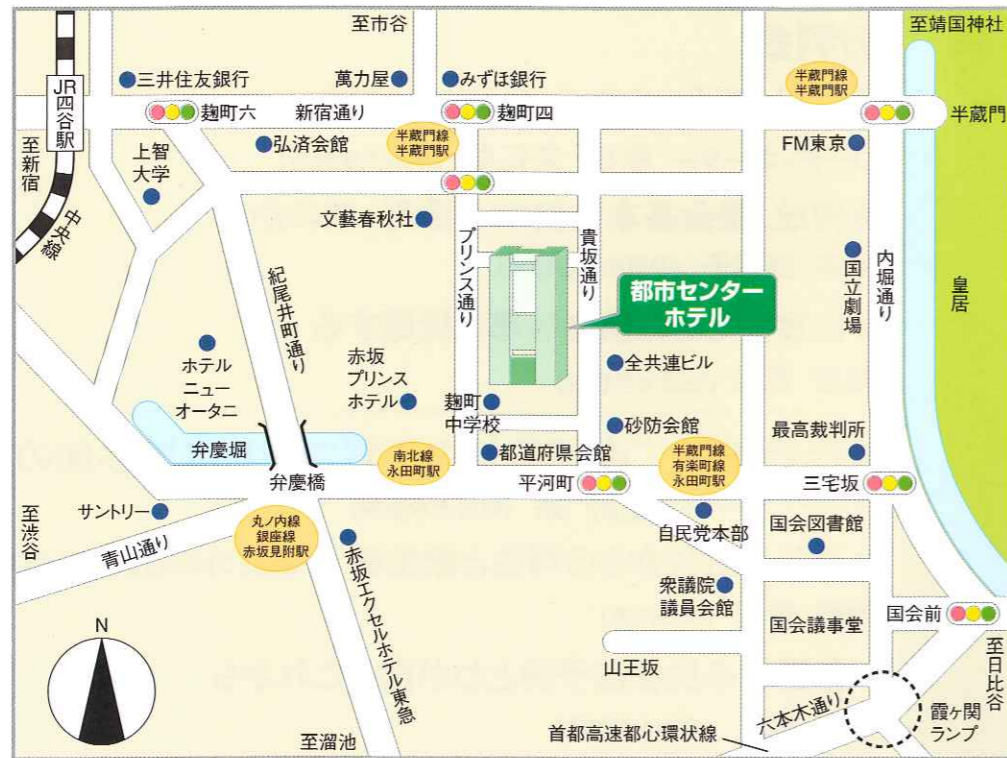 至市谷
至靖国神社
三井住友銀行
萬力屋
みずほ銀行
半蔵門線
半蔵門駅
JR四谷駅
麹町六
新宿通り
麹町四
半蔵門
至新宿
上智
大学
弘済会館
半蔵門線
半蔵門駅
FM東京
中央線
文藝春秋社
プリンス通り
貴坂通り
内堀通り
国立劇場
皇居
紀尾井町通り
都市センター
ホテル
ホテル
ニュー
オータニ
赤坂
プリンス
ホテル
麹町
中学校
全共連ビル
砂防会館
最高裁判所
弁慶堀
南北線
永田町駅
都道府県会館
半蔵門線
有楽町線
永田町駅
弁慶橋
平河町
三宅坂
至渋谷
サントリー
青山通り
丸ノ内線
銀座線
赤坂見附駅
赤坂エクセルホテル東急
自民党本部
国会図書館
衆議院
議員会館
国会議事堂
国会前
N
山王坂
至日比谷
六本木通り
霞ヶ関
ランプ
至溜池
首都高速都心環状線